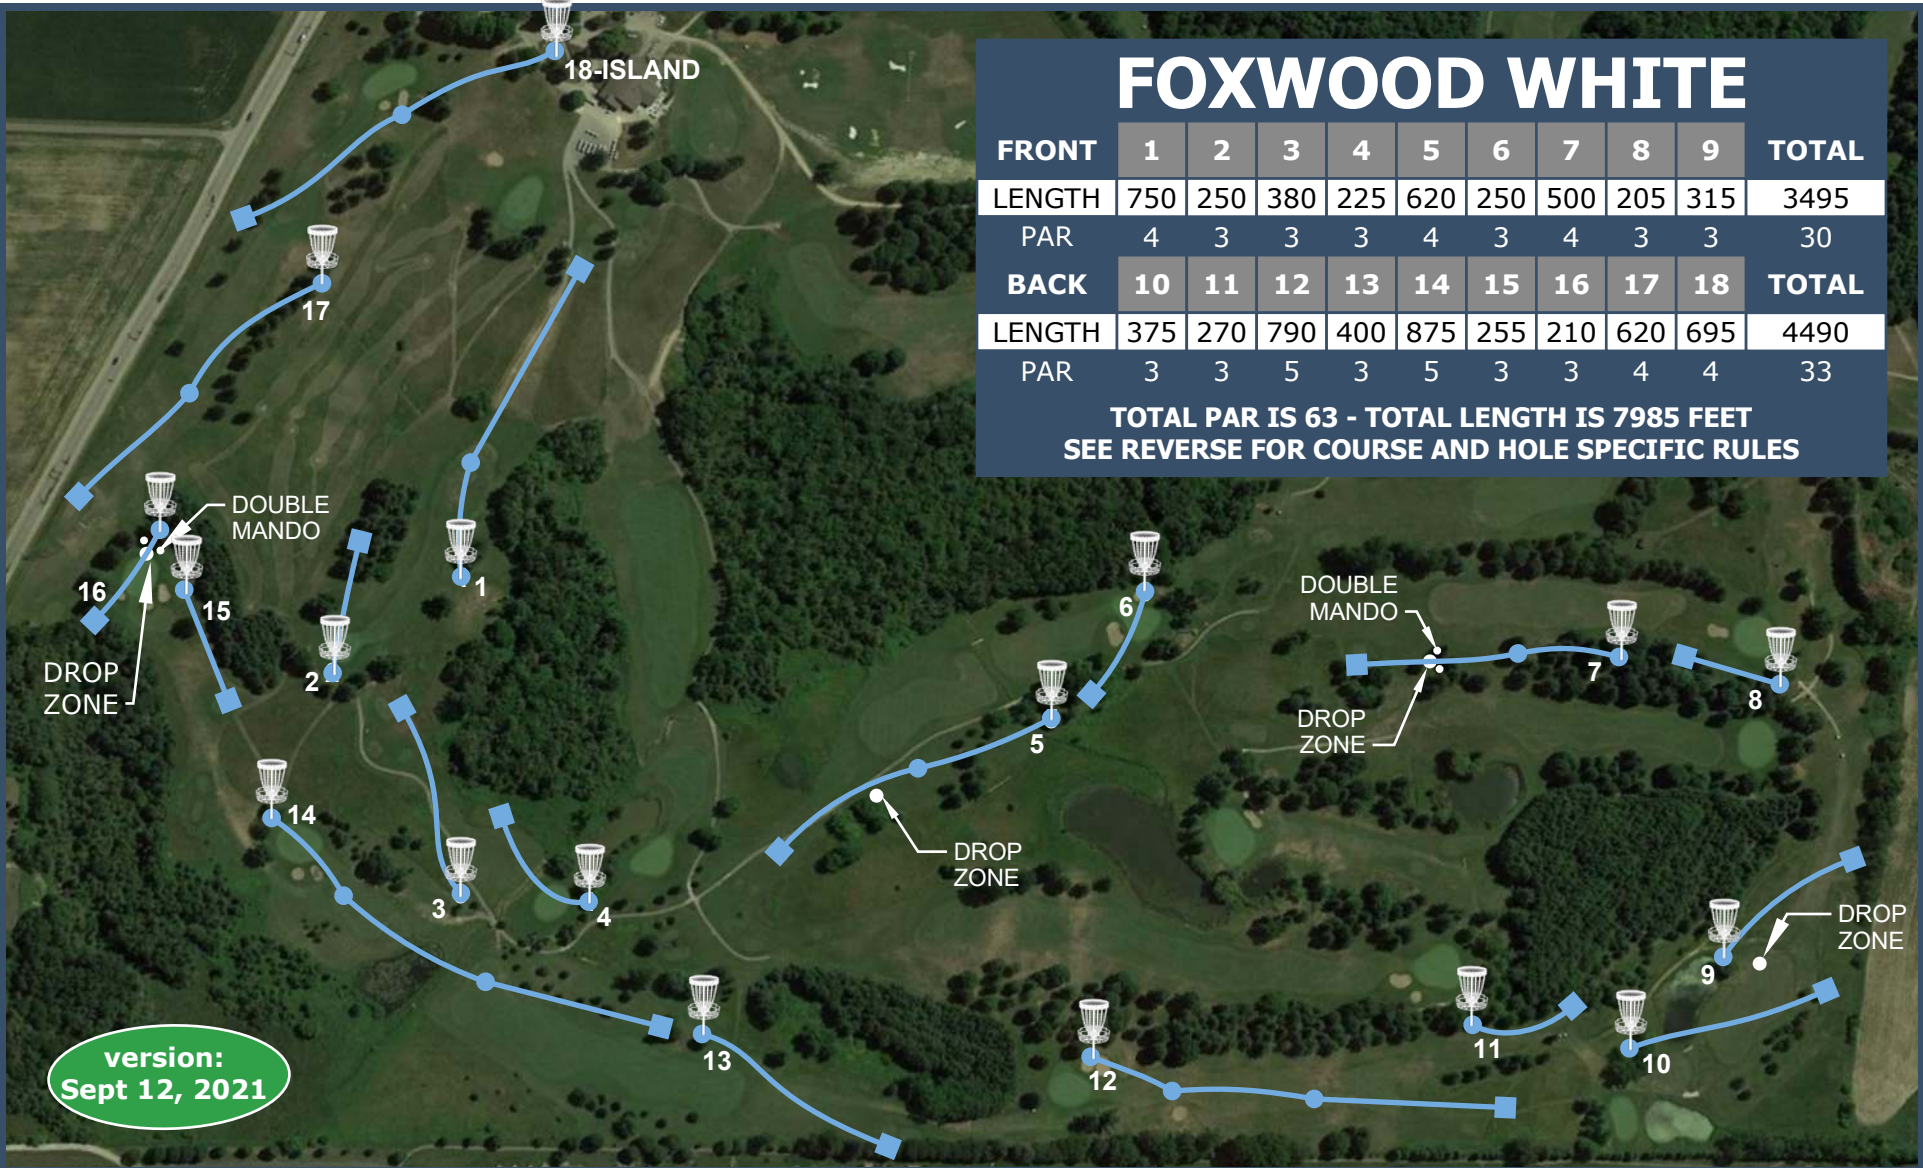 FOXWOOD WHITE
FRONT 1 2 3 4 5 6 7 8 9 TOTAL
LENGTH 750 250 380 225 620 250 500 205 315 3495
PAR 4 3 3 3 4 3 4 3 3 30
BACK 10 11 12 13 14 15 16 17 18 TOTAL
LENGTH 375 270 790 400 875 255 210 620 695 4490
PAR 3 3 5 3 5 3 3 4 4 33
TOTAL PAR IS 63 - TOTAL LENGTH IS 7985 FEET
SEE REVERSE FOR COURSE AND HOLE SPECIFIC RULES
18-ISLAND
17
DOUBLE
MANDO
16
15
1
DROP
ZONE
2
6
DOUBLE
MANDO
7
8
5
DROP
ZONE
14
3
4
DROP
ZONE
DROP
ZONE
9
13
12
11
10
version:
Sept 12, 2021